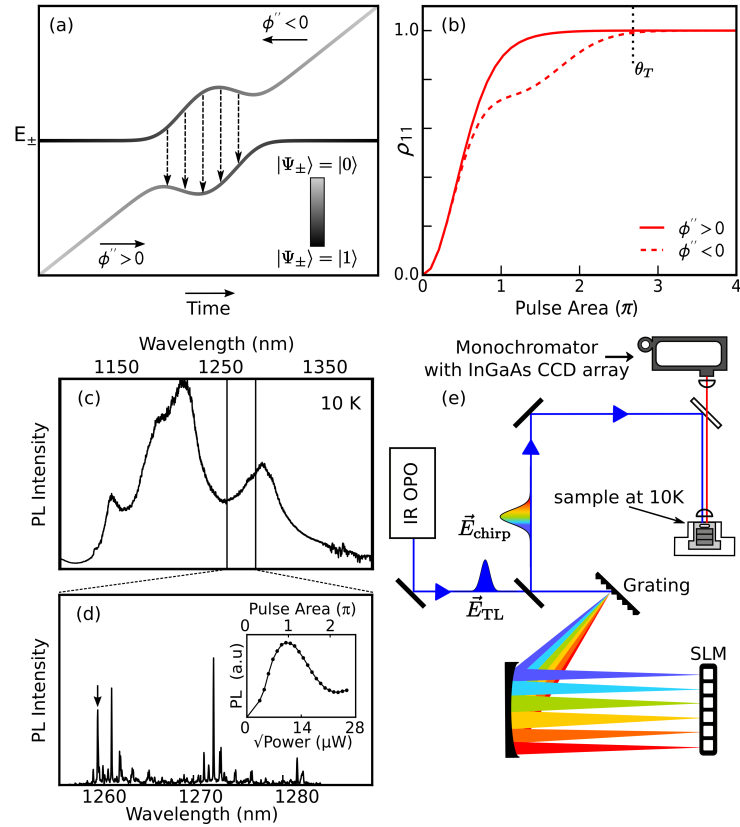 (a)
ϕ′′<0
E±
|Ψ±⟩=|0⟩
|Ψ±⟩=|1⟩
ϕ′′>0
Time
(b)
1.0
θT
ρ11
ϕ′′>0
ϕ′′<0
0.0
0 1 2 3 4
Pulse Area (π)
Wavelength (nm)
1150 1250 1350
(c)
10 K
PL Intensity
(d)
Pulse Area (π)
0 1 2
PL (a.u)
0 14 28
√Power (μW)
PL Intensity
1260 1270 1280
Wavelength (nm)
Monochromator
with InGaAs CCD array
(e)
IR OPO
E⃗chirp
sample at 10K
E⃗TL
Grating
SLM